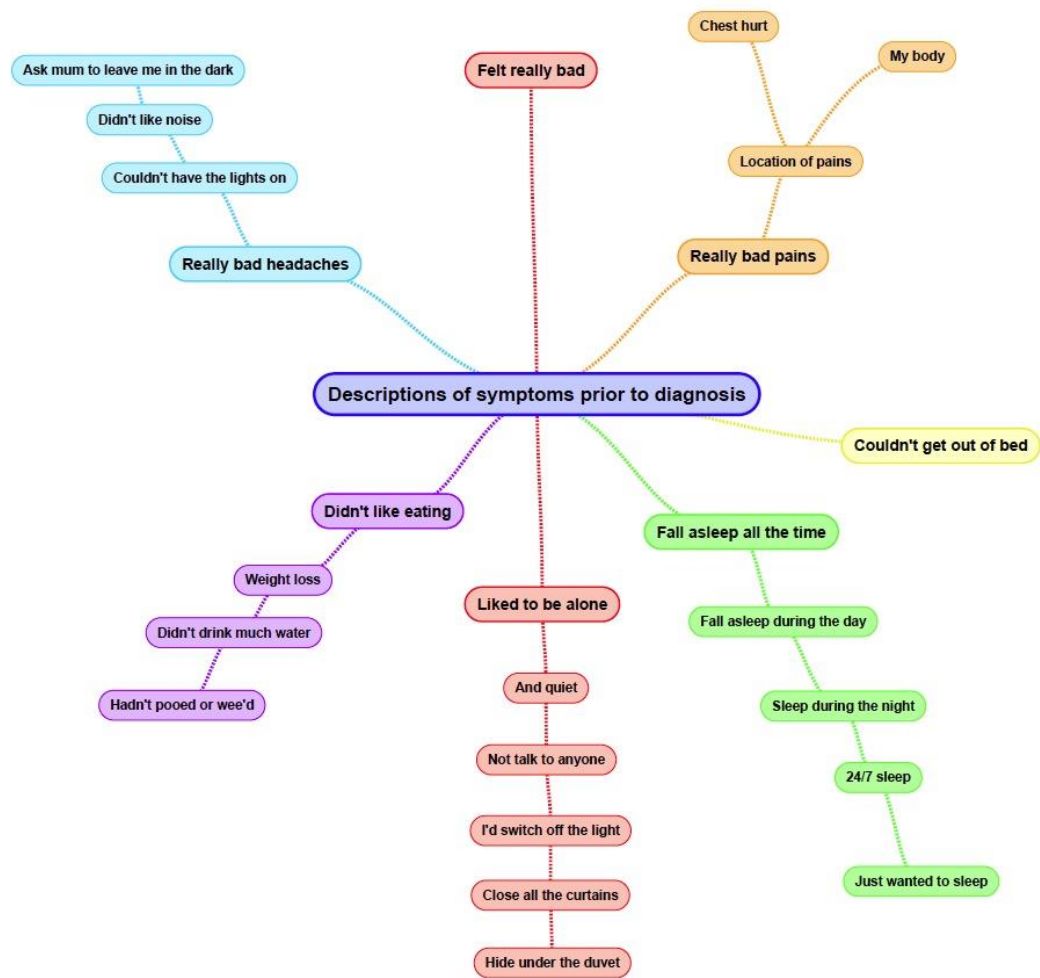 Chest hurt
My body
Felt really bad
Ask mum to leave me in the dark
Didn't like noise
Location of pains
Couldn't have the lights on
Really bad pains
Really bad headaches
Descriptions of symptoms prior to diagnosis
Couldn't get out of bed
Didn't like eating
Fall asleep all the time
Weight loss
Liked to be alone
Fall asleep during the day
Didn't drink much water
And quiet
Hadn't pooed or wee'd
Sleep during the night
Not talk to anyone
24/7 sleep
I'd switch off the light
Just wanted to sleep
Close all the curtains
Hide under the duvet